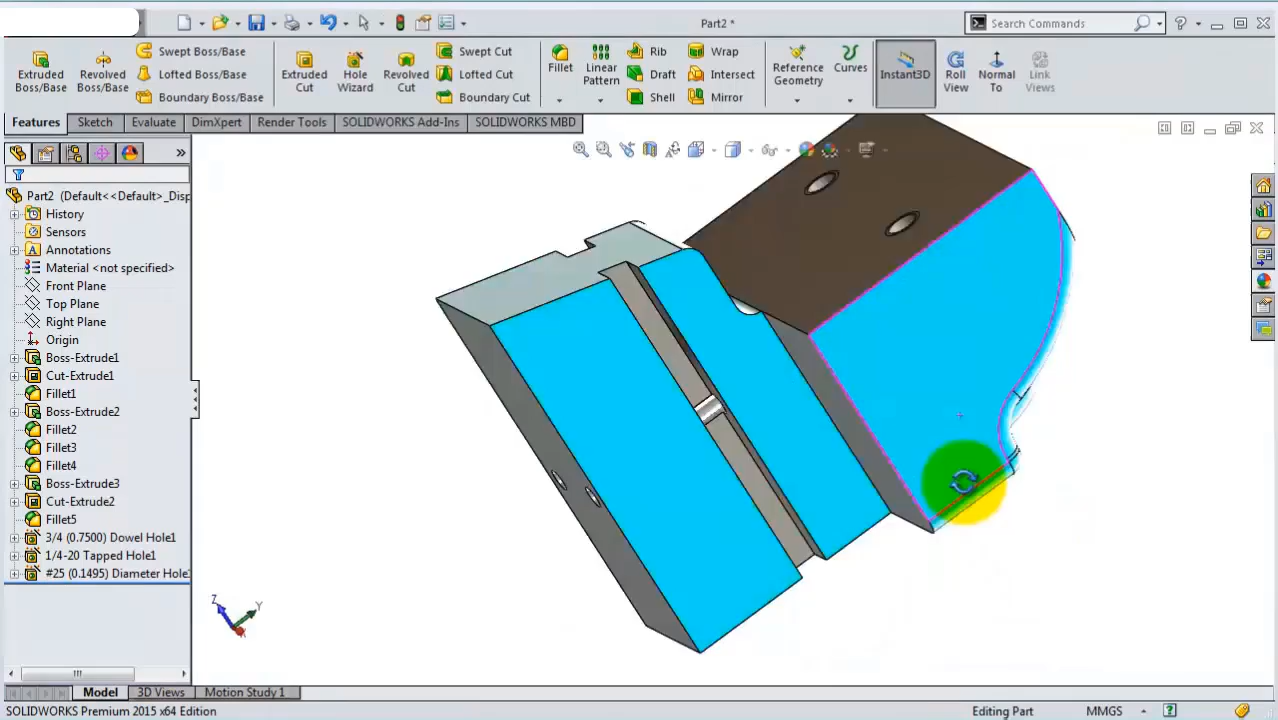 Part2 *
Search Commands
Extruded Boss/Base
Revolved Boss/Base
Swept Boss/Base
Lofted Boss/Base
Boundary Boss/Base
Extruded Cut
Hole Wizard
Revolved Cut
Swept Cut
Lofted Cut
Boundary Cut
Fillet
Linear Pattern
Rib
Draft
Shell
Wrap
Intersect
Mirror
Reference Geometry
Curves
Instant3D
Roll View
Normal To
Link Views
Features Sketch Evaluate DimXpert Render Tools SOLIDWORKS Add-Ins SOLIDWORKS MBD
Part2 (Default<<Default>_Disp
History
Sensors
Annotations
Material <not specified>
Front Plane
Top Plane
Right Plane
Origin
Boss-Extrude1
Cut-Extrude1
Fillet1
Boss-Extrude2
Fillet2
Fillet3
Fillet4
Boss-Extrude3
Cut-Extrude2
Fillet5
3/4 (0.7500) Dowel Hole1
1/4-20 Tapped Hole1
#25 (0.1495) Diameter Hole
Z
Y
X
Model 3D Views Motion Study 1
SOLIDWORKS Premium 2015 x64 Edition
Editing Part
MMGS